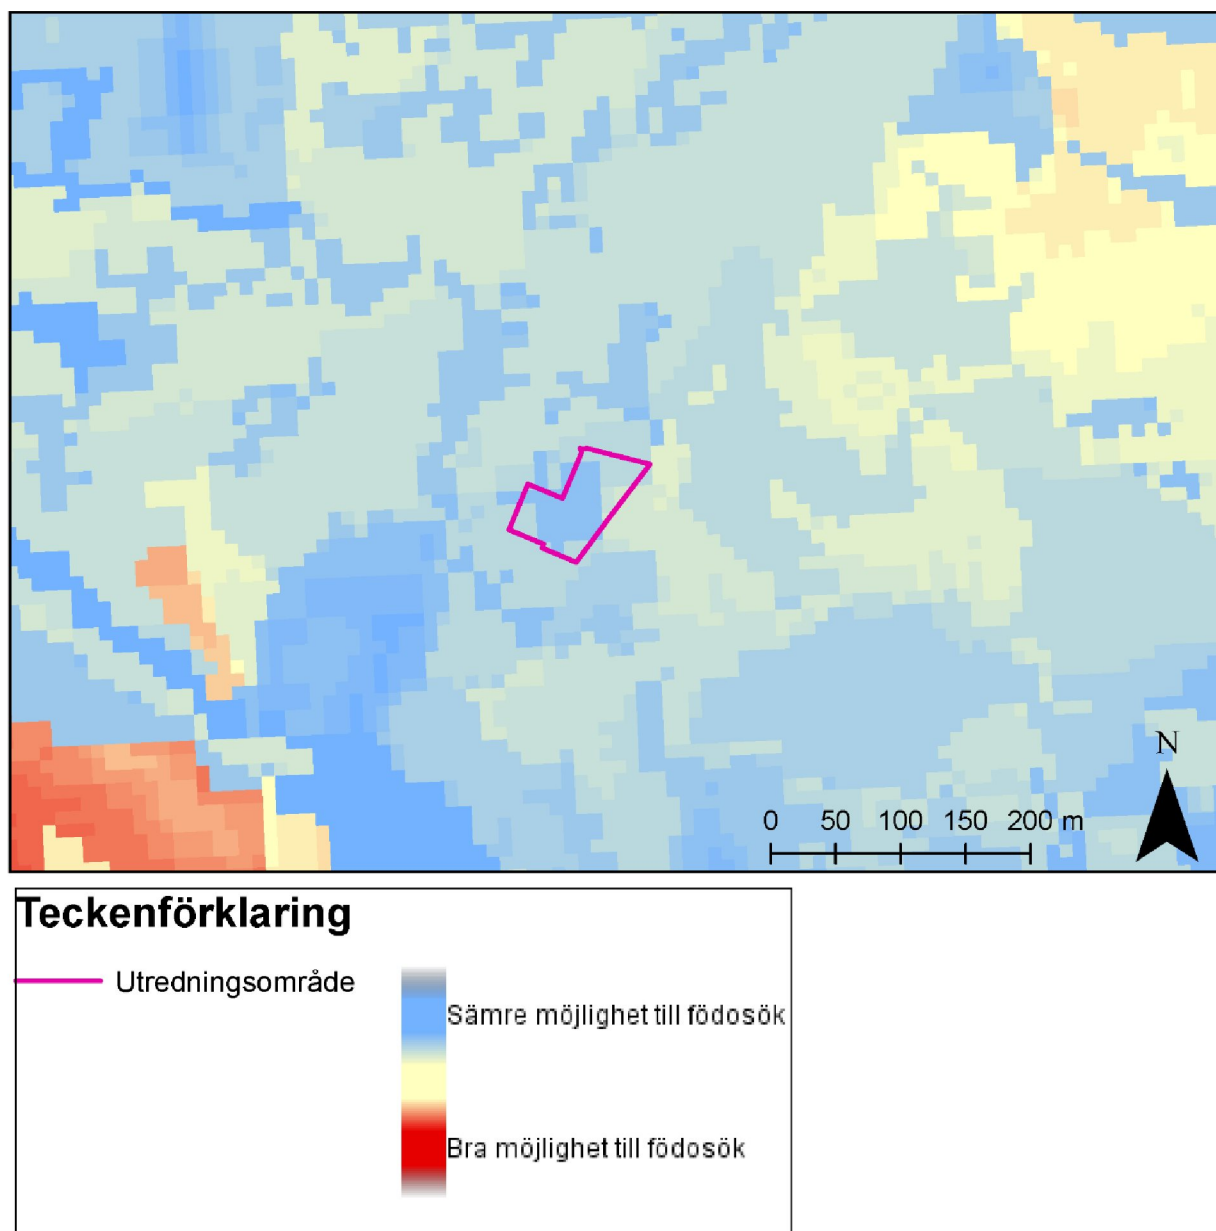 N
0 50 100 150 200 m
Teckenförklaring
Utredningsområde
Sämre möjlighet till födosök
Bra möjlighet till födosök